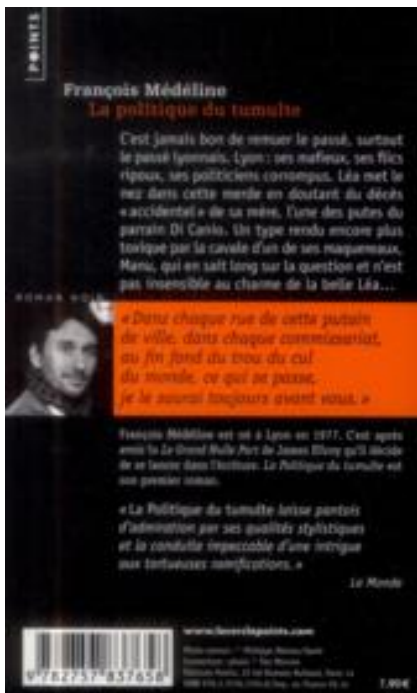 POINTS
François Médéline
La politique du tumulte
C'est jamais bon de remuer le passé, surtout
le passé lyonnais. Lyon : ses mafieux, ses flics
ripoux, ses politiciens corrompus. Léa met le
nez dans cette merde en doutant du décès
« accidentel » de sa mère, l'une des putes du
parrain Di Canio. Un type rendu encore plus
toxique par la cavale d'un de ses maquereaux,
Manu, qui en sait long sur la question et n'est
pas insensible au charme de la belle Léa...
ROMAN NOIR
« Dans chaque rue de cette putain
de ville, dans chaque commissariat,
au fin fond du trou du cul
du monde, ce qui se passe,
je le saurai toujours avant vous. »
François Médéline est né à Lyon en 1977. C'est après
avoir lu Le Grand Nulle Part de James Ellroy qu'il décide
de se lancer dans l'écriture. La Politique du tumulte est
son premier roman.
« La Politique du tumulte laisse pantois
d'admiration par ses qualités stylistiques
et la conduite impeccable d'une intrigue
aux tortueuses ramifications. »
Le Monde
www.lecerclepoints.com
7,90€